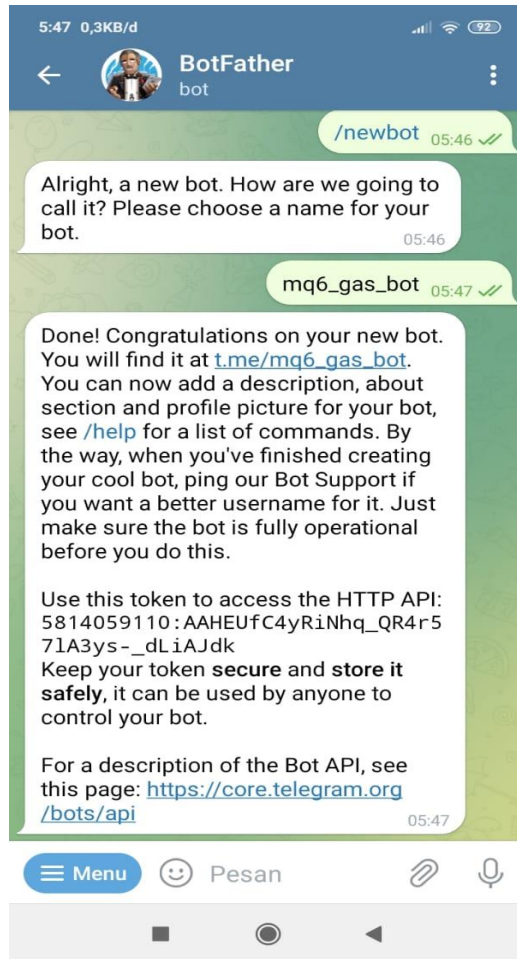 5:47 0,3KB/d
92
BotFather
bot
/newbot 05:46
Alright, a new bot. How are we going to
call it? Please choose a name for your
bot.
05:46
mq6_gas_bot 05:47
Done! Congratulations on your new bot.
You will find it at t.me/mq6_gas_bot.
You can now add a description, about
section and profile picture for your bot,
see /help for a list of commands. By
the way, when you've finished creating
your cool bot, ping our Bot Support if
you want a better username for it. Just
make sure the bot is fully operational
before you do this.
Use this token to access the HTTP API:
5814059110:AAHEUfC4yRiNhq_QR4r5
7lA3ys-_dLiAJdk
Keep your token secure and store it
safely, it can be used by anyone to
control your bot.
For a description of the Bot API, see
this page: https://core.telegram.org
/bots/api
05:47
Menu
Pesan